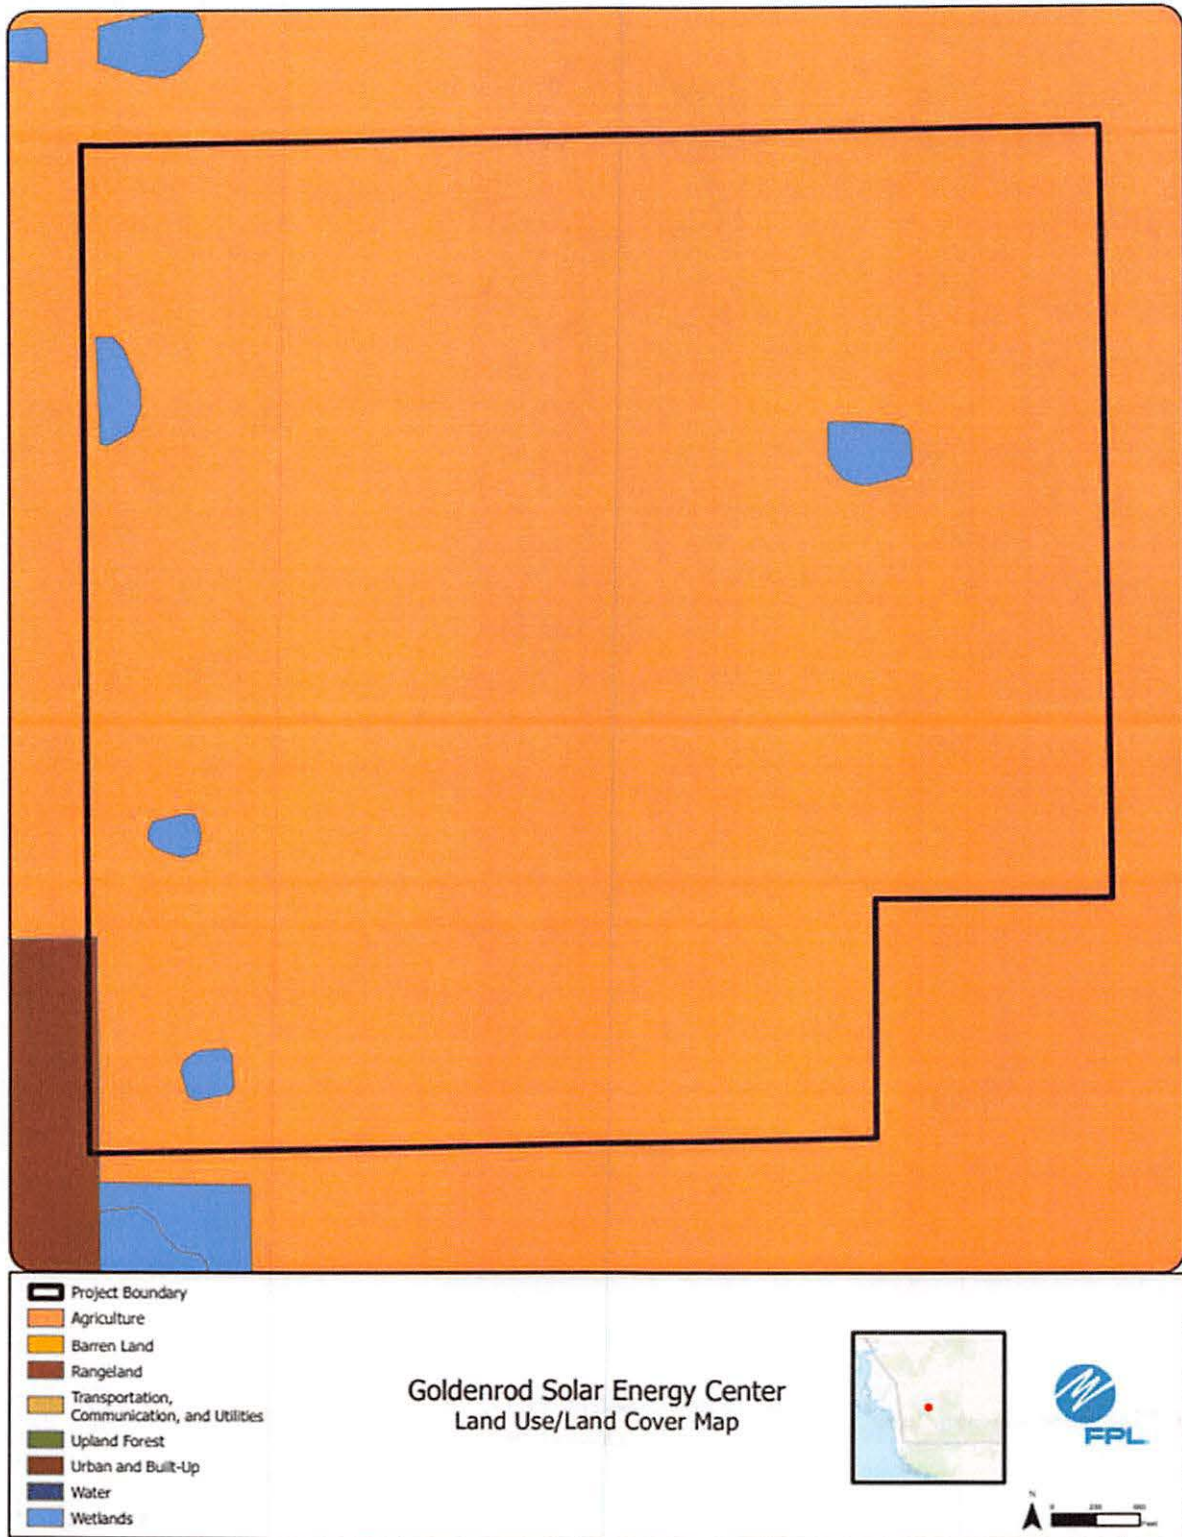 Project Boundary
Agriculture
Barren Land
Rangeland
Transportation,
Communication, and Utilities
Upland Forest
Urban and Built-Up
Water
Wetlands
Goldenrod Solar Energy Center
Land Use/Land Cover Map
FPL
N
0